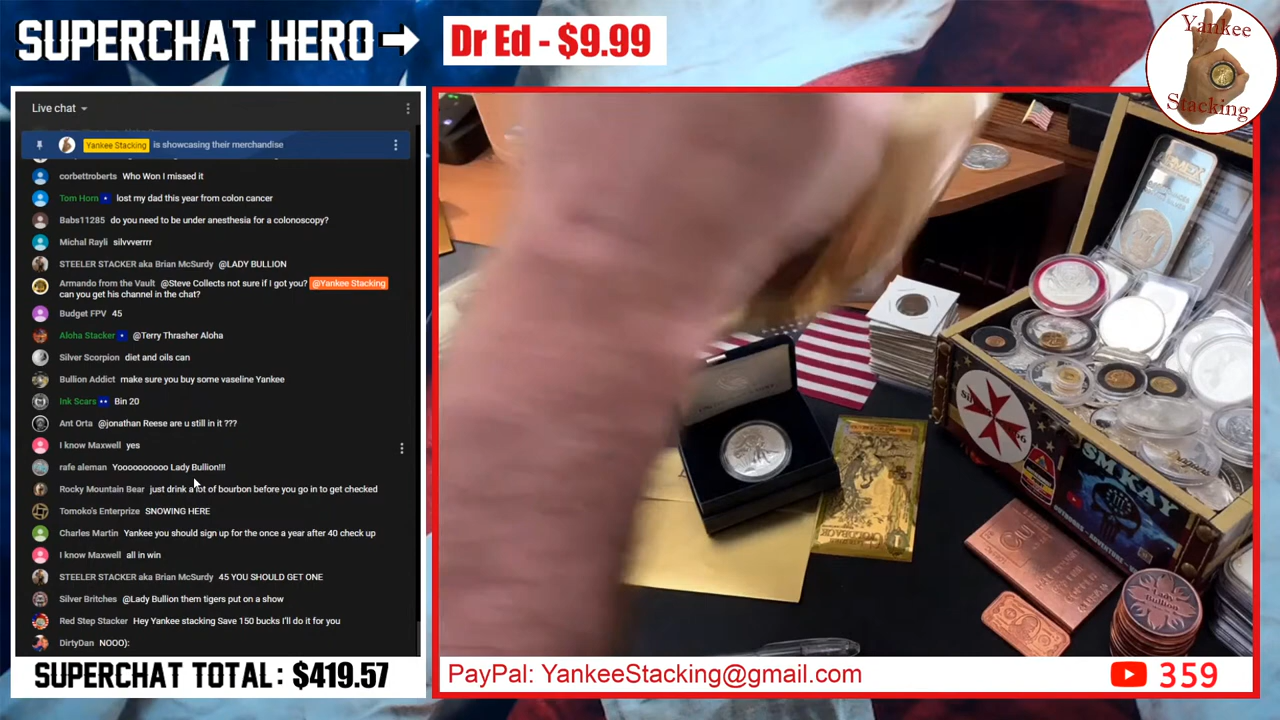 SUPERCHAT HERO
Dr Ed - $9.99
Yankee
Stacking
Live chat
Yankee Stacking is showcasing their merchandise
corbettroberts Who Won I missed it
Tom Horn lost my dad this year from colon cancer
Babs11285 do you need to be under anesthesia for a colonoscopy?
Michal Rayli silvverrrr
STEELER STACKER aka Brian McSurdy @LADY BULLION
Armando from the Vault @Steve Collects not sure if I got you? @Yankee Stacking
can you get his channel in the chat?
Budget FPV 45
Aloha Stacker @Terry Thrasher Aloha
Silver Scorpion diet and oils can
Bullion Addict make sure you buy some vaseline Yankee
Ink Scars Bin 20
Ant Orta @jonathan Reese are u still in it ???
I know Maxwell yes
rafe aleman Yoooooooooo Lady Bullion!!!
Rocky Mountain Bear just drink a lot of bourbon before you go in to get checked
Tomoko's Enterprize SNOWING HERE
Charles Martin Yankee you should sign up for the once a year after 40 check up
I know Maxwell all in win
STEELER STACKER aka Brian McSurdy 45 YOU SHOULD GET ONE
Silver Britches @Lady Bullion them tigers put on a show
Red Step Stacker Hey Yankee stacking Save 150 bucks I'll do it for you
DirtyDan NOOO):
SUPERCHAT TOTAL: $419.57
SMKAY
GOLDBACK
Lady
Bullion
PayPal: YankeeStacking@gmail.com
359